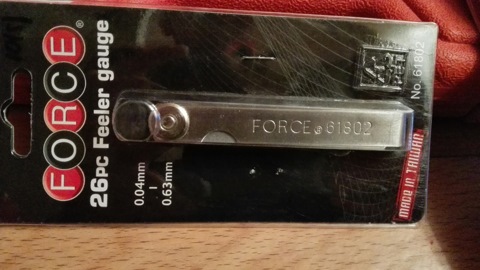 FORCE®
26PC Feeler gauge
0.04mm
0.63mm
FORCE® 61802
No. 61802
MADE IN TAIWAN